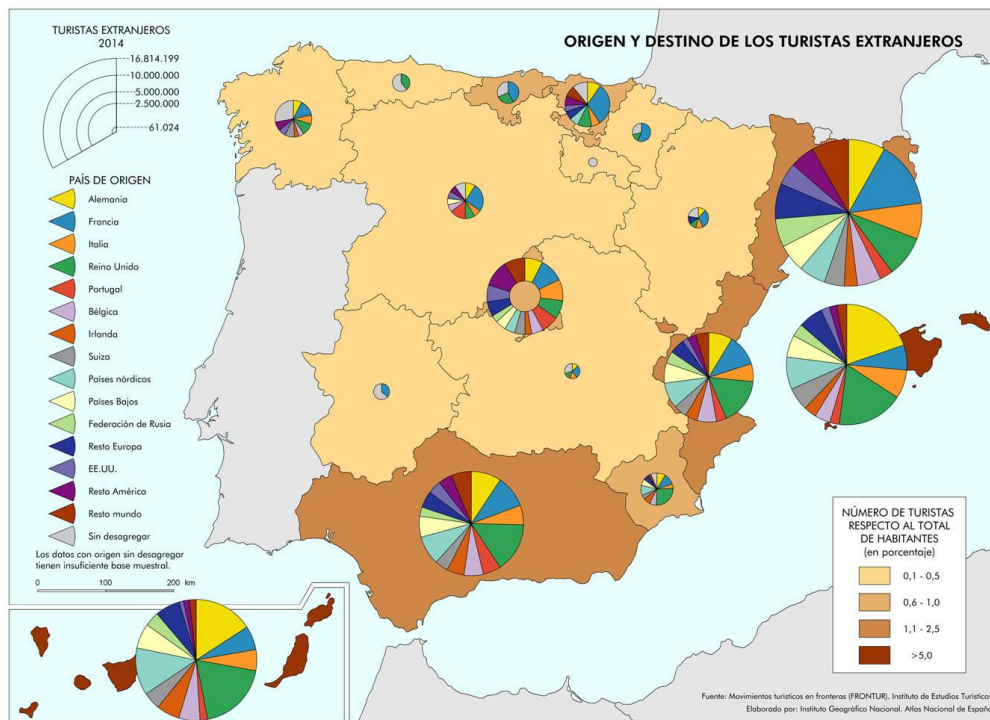 TURISTAS EXTRANJEROS
2014
16.814.199
10.000.000
5.000.000
2.500.000
61.024
ORIGEN Y DESTINO DE LOS TURISTAS EXTRANJEROS
PAÍS DE ORIGEN
Alemania
Francia
Italia
Reino Unido
Portugal
Bélgica
Irlanda
Suiza
Países nórdicos
Países Bajos
Federación de Rusia
Resto Europa
EE.UU.
Resto América
Resto mundo
Sin desagregar
Los datos con origen sin desagregar
tienen insuficiente base muestral.
0 100 200 km
NÚMERO DE TURISTAS
RESPECTO AL TOTAL
DE HABITANTES
(en porcentaje)
0,1 - 0,5
0,6 - 1,0
1,1 - 2,5
>5,0
Fuente: Movimientos turísticos en fronteras (FRONTUR). Instituto de Estudios Turísticos
Elaborado por: Instituto Geográfico Nacional. Atlas Nacional de España